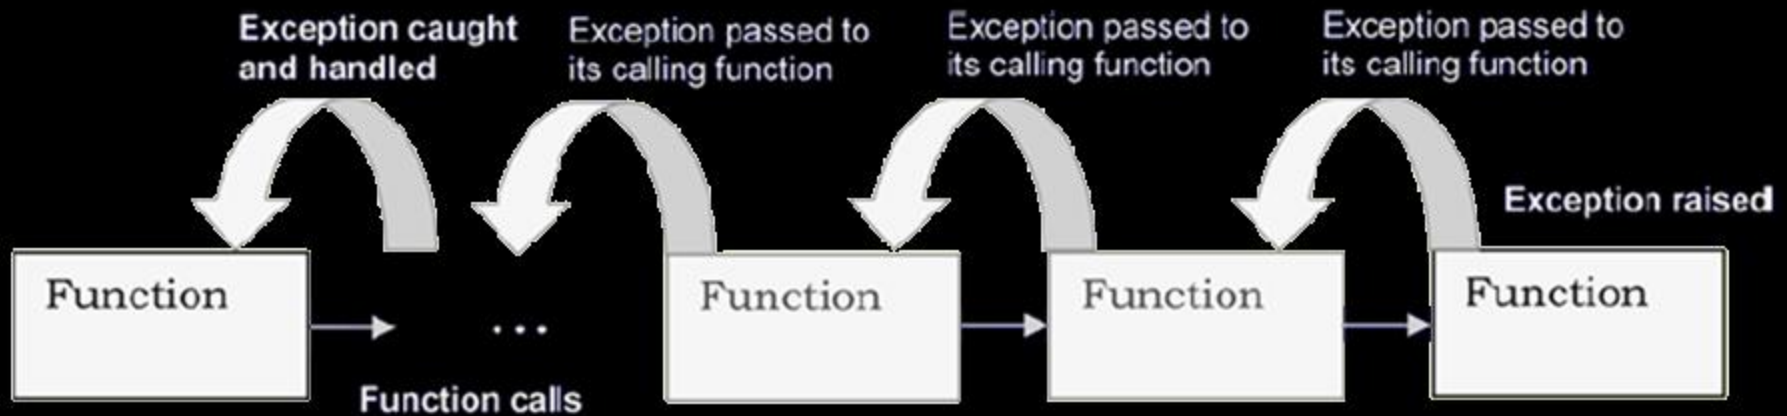 Exception caught
and handled
Exception passed to
its calling function
Exception passed to
its calling function
Exception passed to
its calling function
Exception raised
Function
...
Function
Function
Function
Function calls